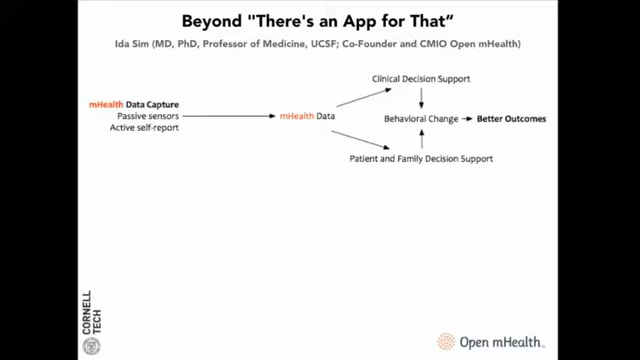 Beyond "There's an App for That”
Ida Sim (MD, PhD, Professor of Medicine, UCSF; Co-Founder and CMIO Open mHealth)
Clinical Decision Support
mHealth Data Capture
Passive sensors
Active self-report
mHealth Data
Behavioral Change
Better Outcomes
Patient and Family Decision Support
CORNELL
TECH
Open mHealth